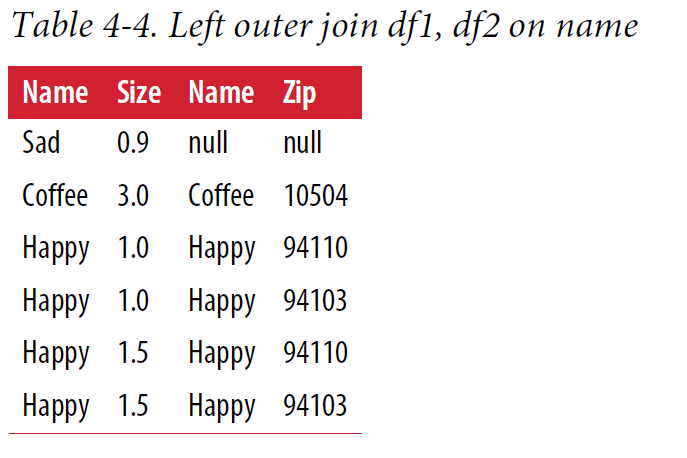 Table 4-4. Left outer join df1, df2 on name
Name Size Name Zip
Sad 0.9 null null
Coffee 3.0 Coffee 10504
Happy 1.0 Happy 94110
Happy 1.0 Happy 94103
Happy 1.5 Happy 94110
Happy 1.5 Happy 94103